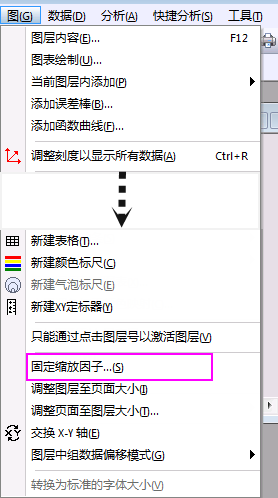 图(G) 数据(D) 分析(A) 快捷分析(S) 工具(T)
图层内容(E)... F12
图表绘制(U)...
当前图层内添加(P)
添加误差棒(B)...
添加函数曲线(F)...
调整刻度以显示所有数据(A) Ctrl+R
新建表格(T)...
新建颜色标尺(C)
新建气泡标尺(E)
新建XY定标器(Y)
只能通过点击图层号以激活图层(V)
固定缩放因子...(S)
调整图层至页面大小(I)
调整页面至图层大小(T)...
交换 X-Y 轴(E)
图层中组数据偏移模式(G)
转换为标准的字体大小(V)